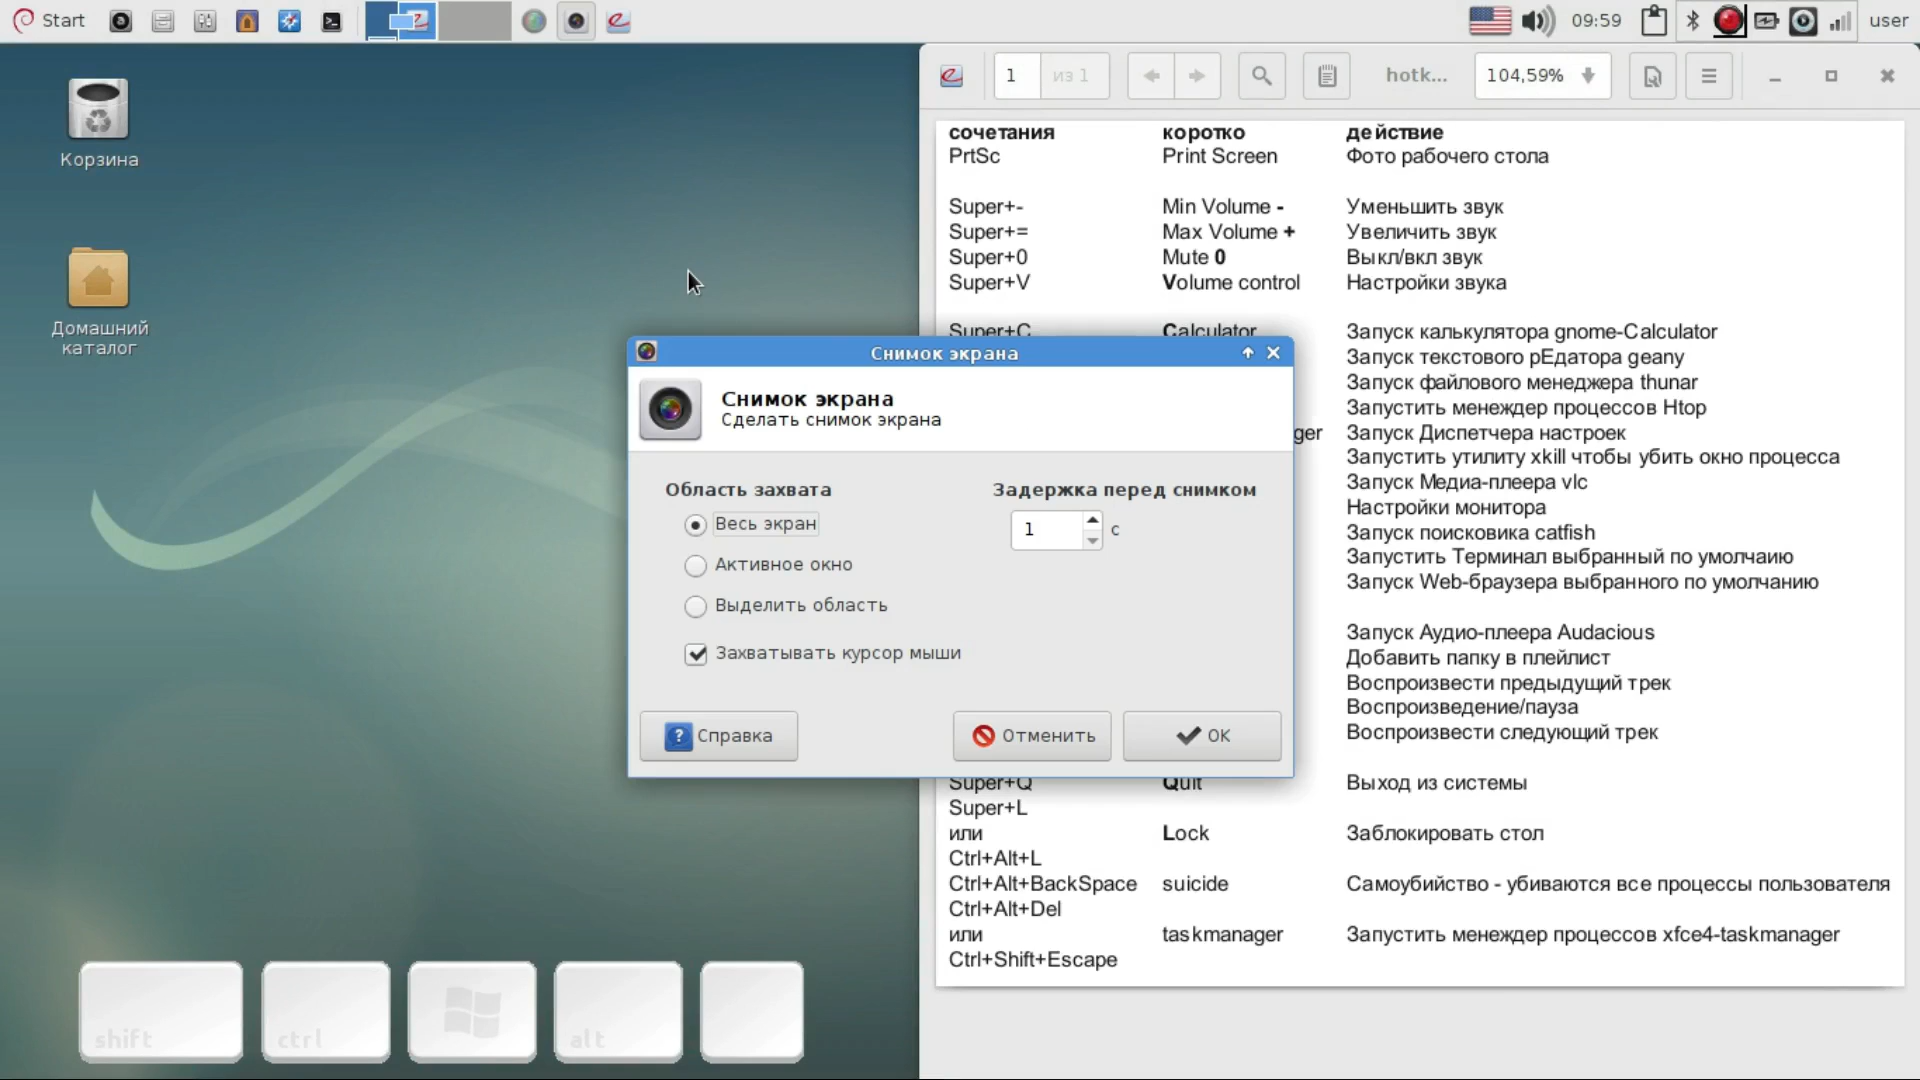 Start
09:59
user
Корзина
Домашний
каталог
1 из 1
hotk...
104,59%
сочетания коротко действие
PrtSc Print Screen Фото рабочего стола
Super+- Min Volume - Уменьшить звук
Super+= Max Volume + Увеличить звук
Super+0 Mute 0 Выкл/вкл звук
Super+V Volume control Настройки звука
Super+C Calculator Запуск калькулятора gnome-Calculator
Запуск текстового рЕдатора geany
Запуск файлового менеджера thunar
Запустить менеждер процессов Htop
ger Запуск Диспетчера настроек
Запустить утилиту xkill чтобы убить окно процесса
Запуск Медиа-плеера vlc
Настройки монитора
Запуск поисковика catfish
Запустить Терминал выбранный по умолчаию
Запуск Web-браузера выбранного по умолчанию
Запуск Аудио-плеера Audacious
Добавить папку в плейлист
Воспроизвести предыдущий трек
Воспроизведение/пауза
Воспроизвести следующий трек
Super+Q Quit Выход из системы
Super+L
или Lock Заблокировать стол
Ctrl+Alt+L
Ctrl+Alt+BackSpace suicide Самоубийство - убиваются все процессы пользователя
Ctrl+Alt+Del
или taskmanager Запустить менеждер процессов xfce4-taskmanager
Ctrl+Shift+Escape
Снимок экрана
Снимок экрана
Сделать снимок экрана
Область захвата
Весь экран
Активное окно
Выделить область
Захватывать курсор мыши
Задержка перед снимком
1 с
Справка
Отменить
OK
shift ctrl alt